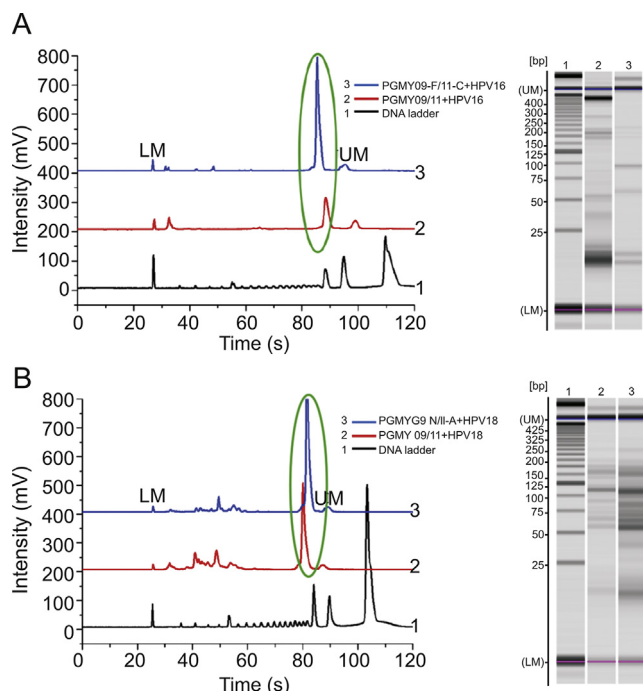 A
800
700
600
500
400
300
200
100
0
Intensity (mV)
LM
UM
3 PGMY09-F/11-C+HPV16
2 PGMY09/11+HPV16
1 DNA ladder
3
2
1
0 20 40 60 80 100 120
Time (s)
[bp] 1 2 3
(UM)
400
300
250
200
150
125
100
75
50
25
(LM)
B
800
700
600
500
400
300
200
100
0
Intensity (mV)
LM
UM
3 PGMYG9 N/II-A+HPV18
2 PGMY 09/11+HPV18
1 DNA ladder
3
2
1
0 20 40 60 80 100 120
Time (s)
[bp] 1 2 3
(UM)
425
325
250
200
150
125
100
75
50
25
(LM)